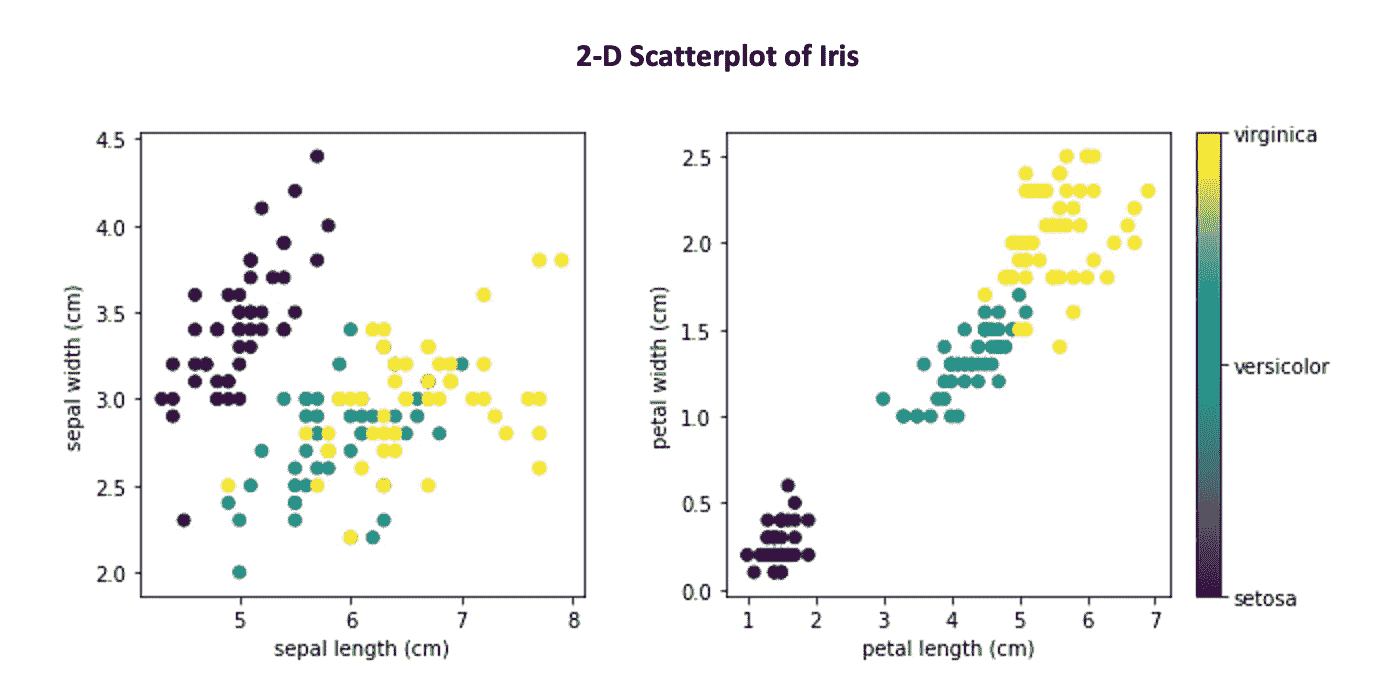 2-D Scatterplot of Iris
4.5
4.0
3.5
3.0
2.5
2.0
sepal width (cm)
5 6 7 8
sepal length (cm)
2.5
2.0
1.5
1.0
0.5
0.0
petal width (cm)
1 2 3 4 5 6 7
petal length (cm)
virginica
versicolor
setosa